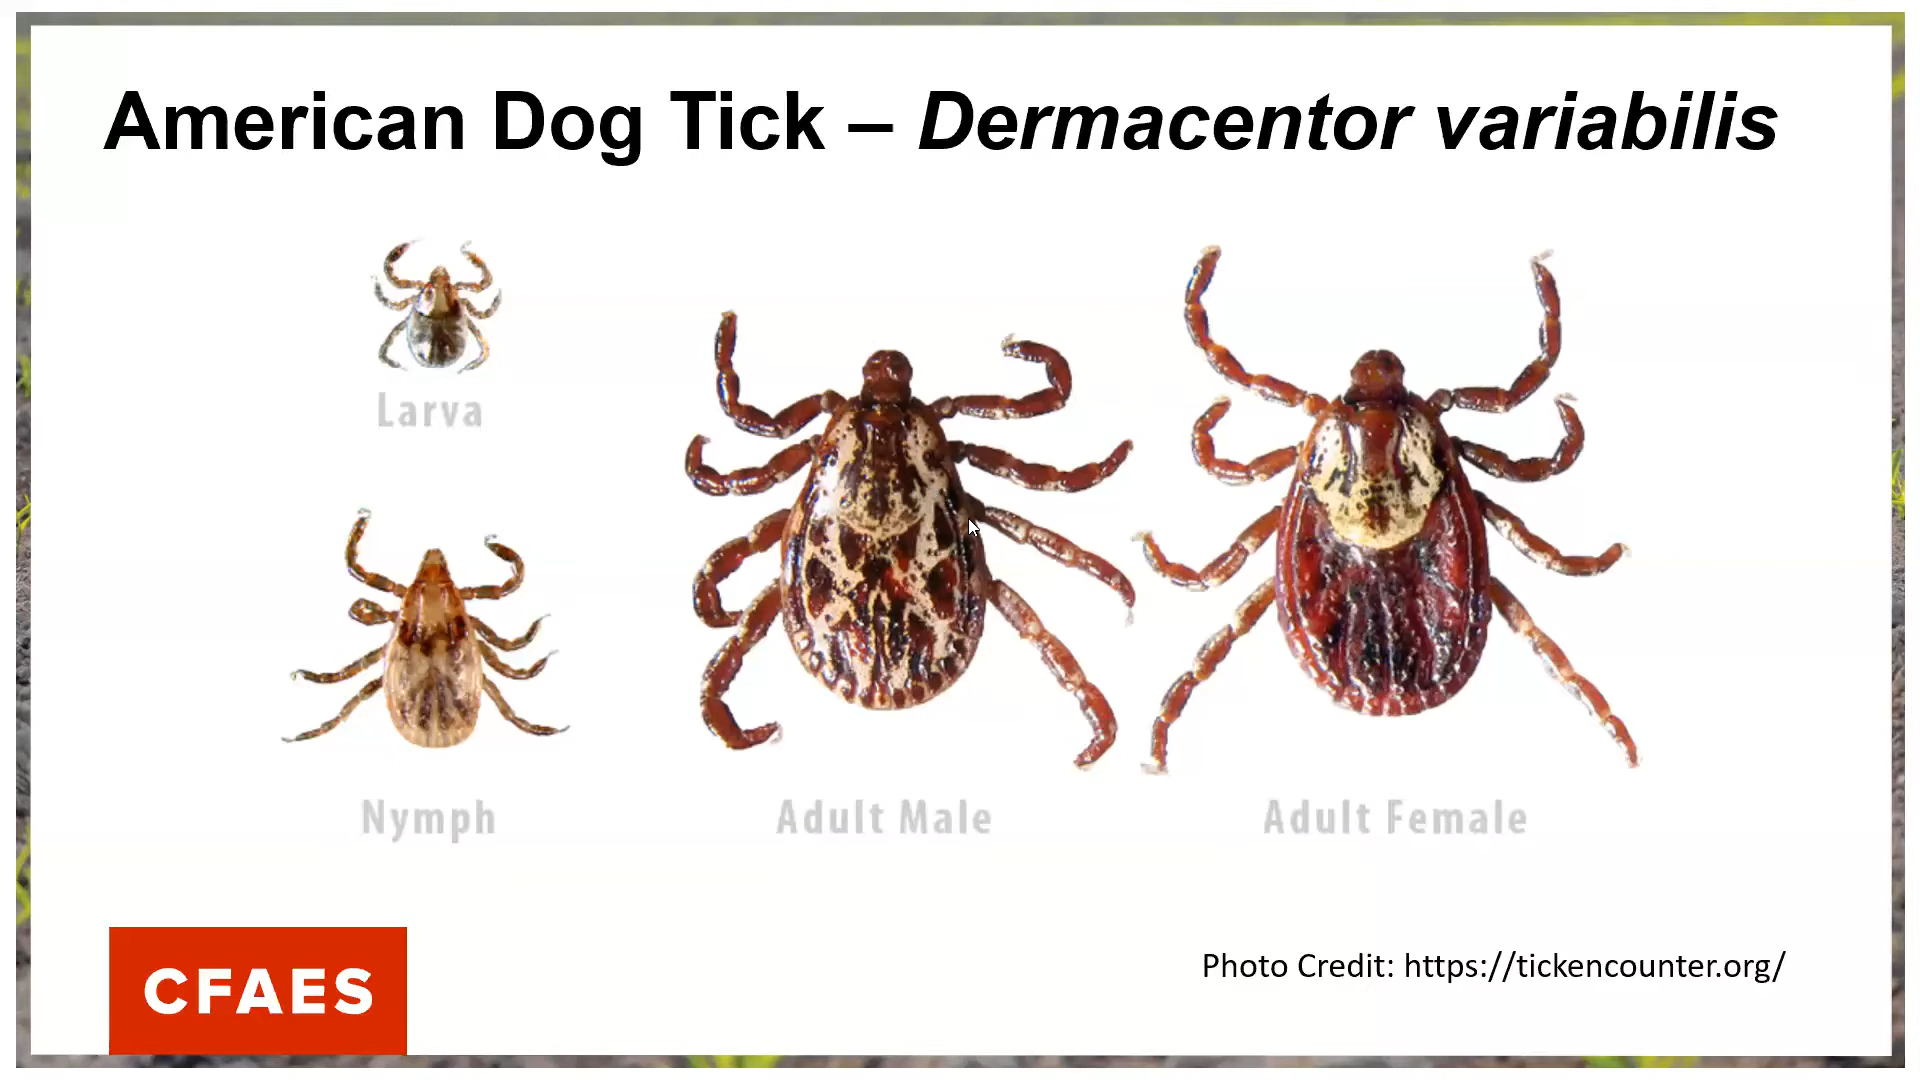 American Dog Tick – Dermacentor variabilis
Larva
Nymph
Adult Male
Adult Female
CFAES
Photo Credit: https://tickencounter.org/